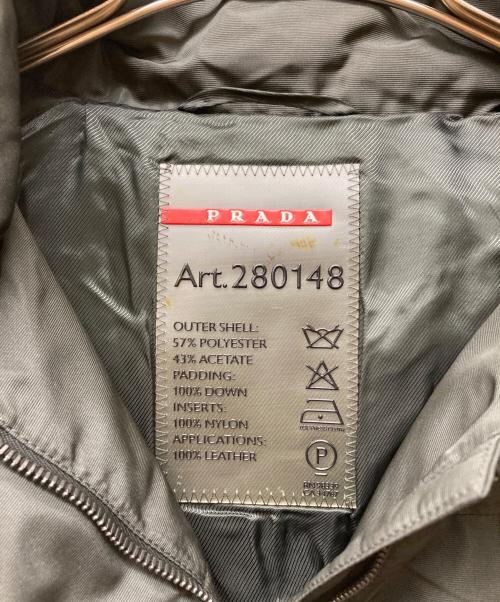 PRADA
Art.280148
OUTER SHELL:
57% POLYESTER
43% ACETATE
PADDING:
100% DOWN
INSERTS:
100% NYLON
APPLICATIONS:
100% LEATHER
P